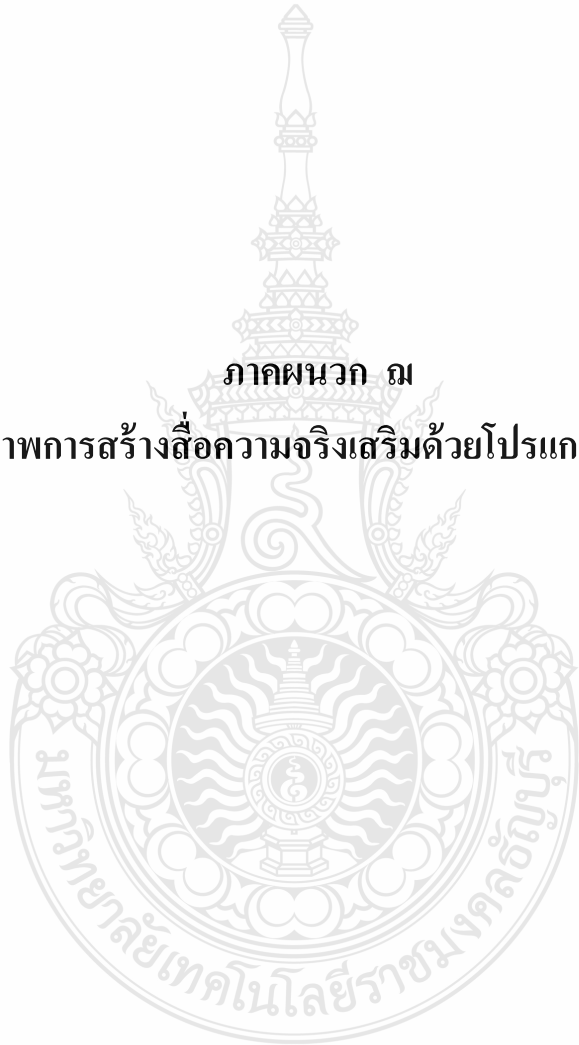 ภาคผนวก ฌ
าพการสร้างสื่อความจริงเสริมด้วยโปรแก
มหาวิทยาลัยเทคโนโลยีราชมงคลธัญบุรี